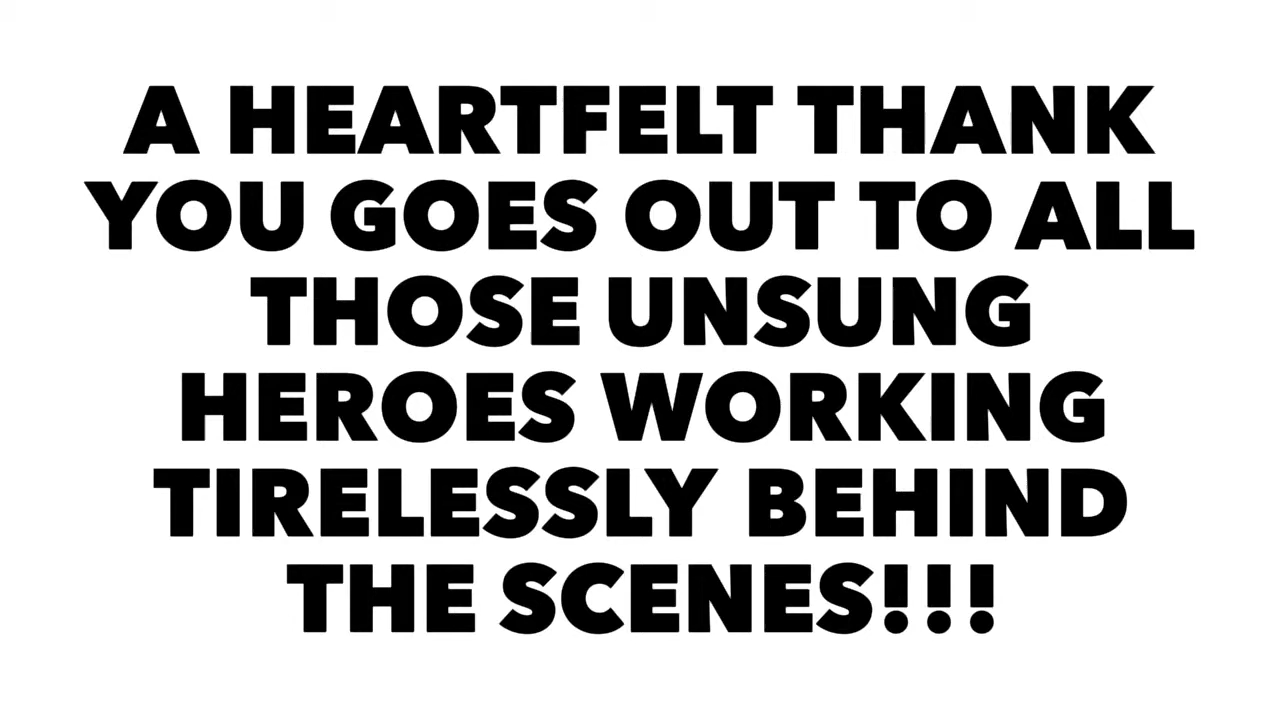 A HEARTFELT THANK
YOU GOES OUT TO ALL
THOSE UNSUNG
HEROES WORKING
TIRELESSLY BEHIND
THE SCENES!!!